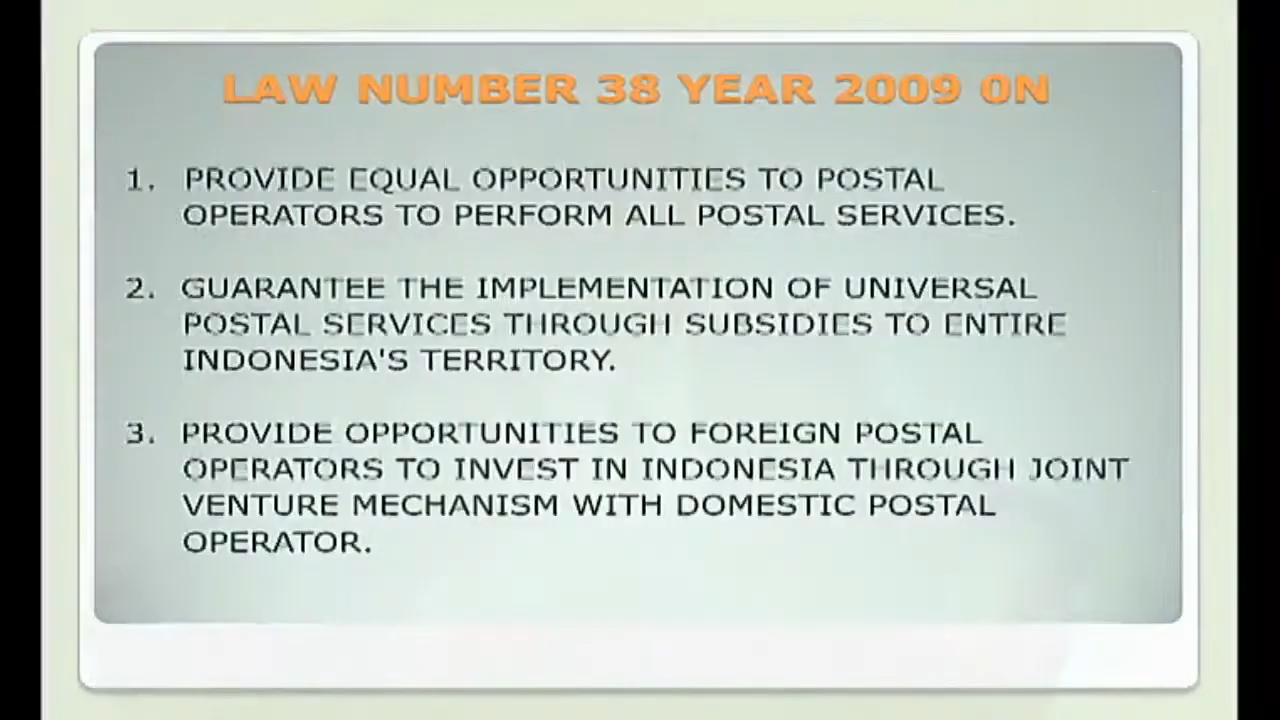 LAW NUMBER 38 YEAR 2009 0N
1. PROVIDE EQUAL OPPORTUNITIES TO POSTAL
OPERATORS TO PERFORM ALL POSTAL SERVICES.
2. GUARANTEE THE IMPLEMENTATION OF UNIVERSAL
POSTAL SERVICES THROUGH SUBSIDIES TO ENTIRE
INDONESIA'S TERRITORY.
3. PROVIDE OPPORTUNITIES TO FOREIGN POSTAL
OPERATORS TO INVEST IN INDONESIA THROUGH JOINT
VENTURE MECHANISM WITH DOMESTIC POSTAL
OPERATOR.